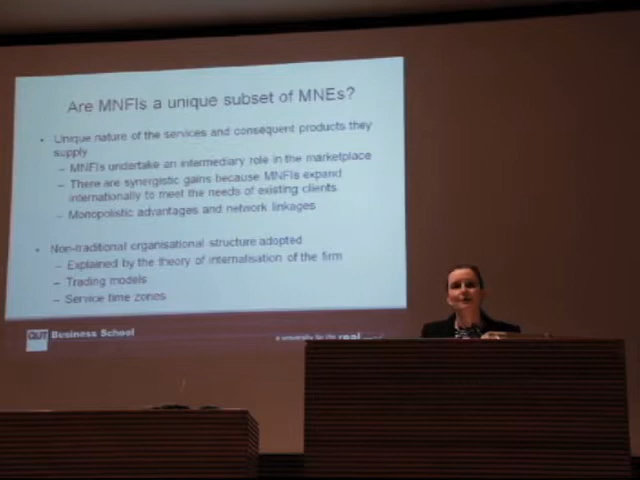 Are MNFIs a unique subset of MNEs?
• Unique nature of the services and consequent products they
supply
– MNFIs undertake an intermediary role in the marketplace
– There are synergistic gains because MNFIs expand
internationally to meet the needs of existing clients
– Monopolistic advantages and network linkages
• Non-traditional organisational structure adopted
– Explained by the theory of internalisation of the firm
– Trading models
– Service time zones
QUT Business School
a university for the real